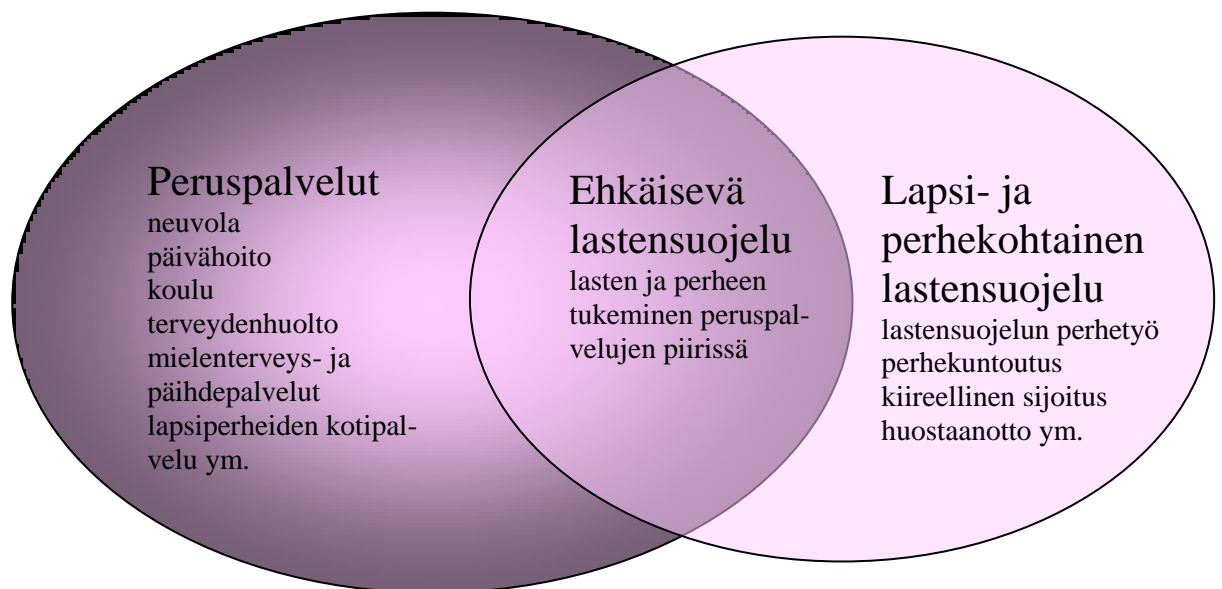 Peruspalvelut
neuvola
päivähoito
koulu
terveydenhuolto
mielenterveys- ja
päihdepalvelut
lapsiperheiden kotipal-
velu ym.
Ehkäisevä
lastensuojelu
lasten ja perheen
tukeminen peruspal-
velujen piirissä
Lapsi- ja
perhekohtainen
lastensuojelu
lastensuojelun perhetyö
perhekuntoutus
kiireellinen sijoitus
huostaanotto ym.